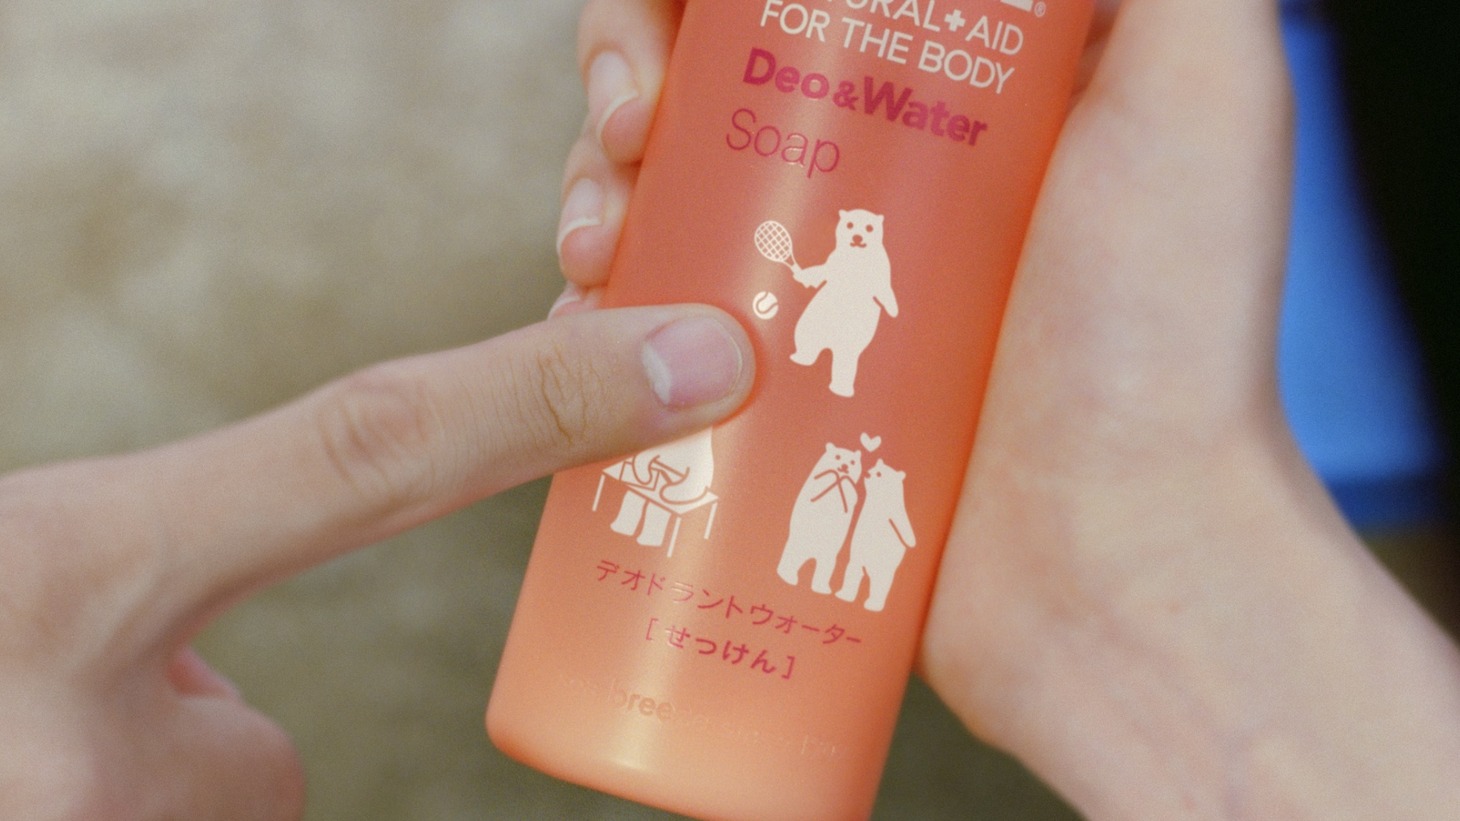 FOR THE BODY
Deo&Water
Soap
デオドラントウォーター
[せっけん]